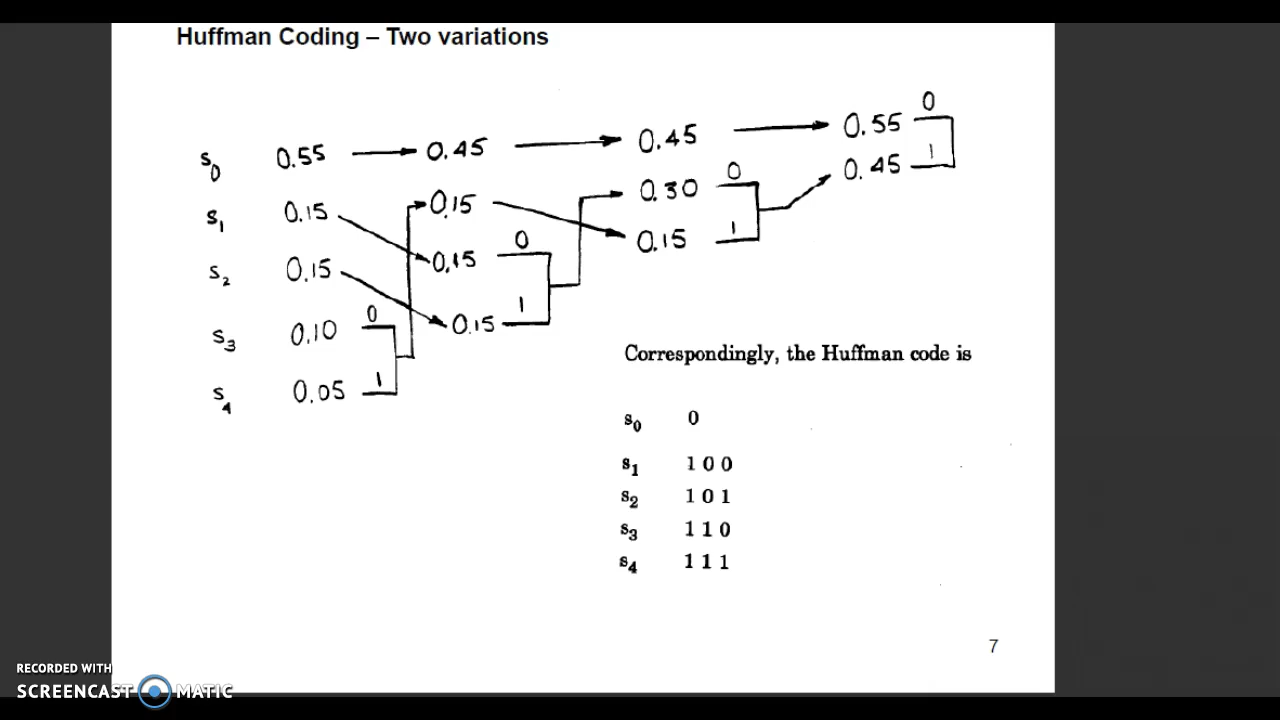 Huffman Coding – Two variations
0
0.55
0.45
0.45
0.55
s0
0.45
1
0
0.30
0.15
s1
0.15
0
0.15
1
0.15
s2
0.15
1
0.15
0
s3
0.10
Correspondingly, the Huffman code is
1
s4
0.05
s0 0
s1 1 0 0
s2 1 0 1
s3 1 1 0
s4 1 1 1
7
RECORDED WITH
SCREENCAST MATIC